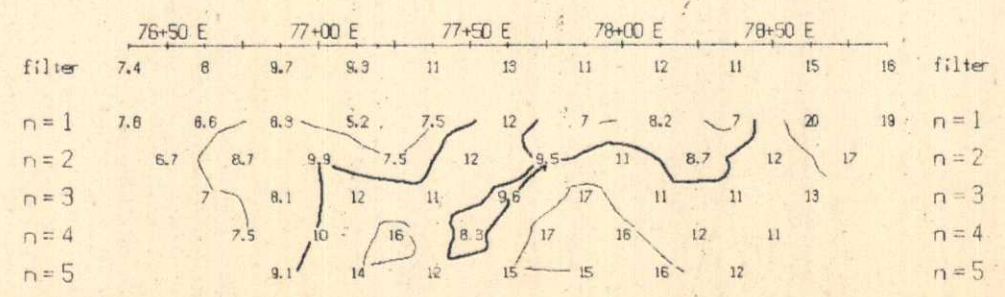 76+50 E 77+00 E 77+50 E 78+00 E 78+50 E
filter 7.4 8 9.7 9.3 11 13 11 12 11 15 16 filter
n = 1 7.8 6.6 6.3 5.2 7.5 12 7 8.2 7 20 19 n = 1
n = 2 6.7 8.7 9.9 7.5 12 9.5 11 8.7 12 17 n = 2
n = 3 7 8.1 12 11 9.6 17 11 11 13 n = 3
n = 4 7.5 10 16 8.3 17 16 12 11 n = 4
n = 5 9.1 14 12 15 15 16 12 n = 5